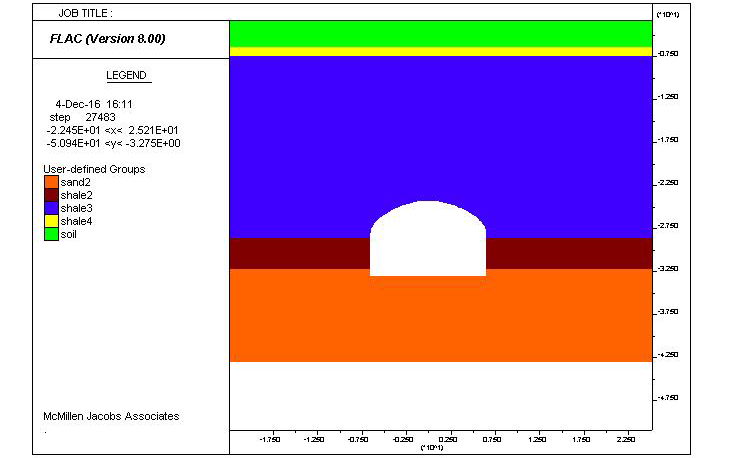 JOB TITLE :
FLAC (Version 8.00)
LEGEND
4-Dec-16 16:11
step 27483
-2.245E+01 <x< 2.521E+01
-5.094E+01 <y< -3.275E+00
User-defined Groups
sand2
shale2
shale3
shale4
soil
McMillen Jacobs Associates
(*10^1)
-0.750
-1.250
-1.750
-2.250
-2.750
-3.250
-3.750
-4.250
-4.750
-1.750 -1.250 -0.750 -0.250 0.250 0.750 1.250 1.750 2.250
(*10^1)